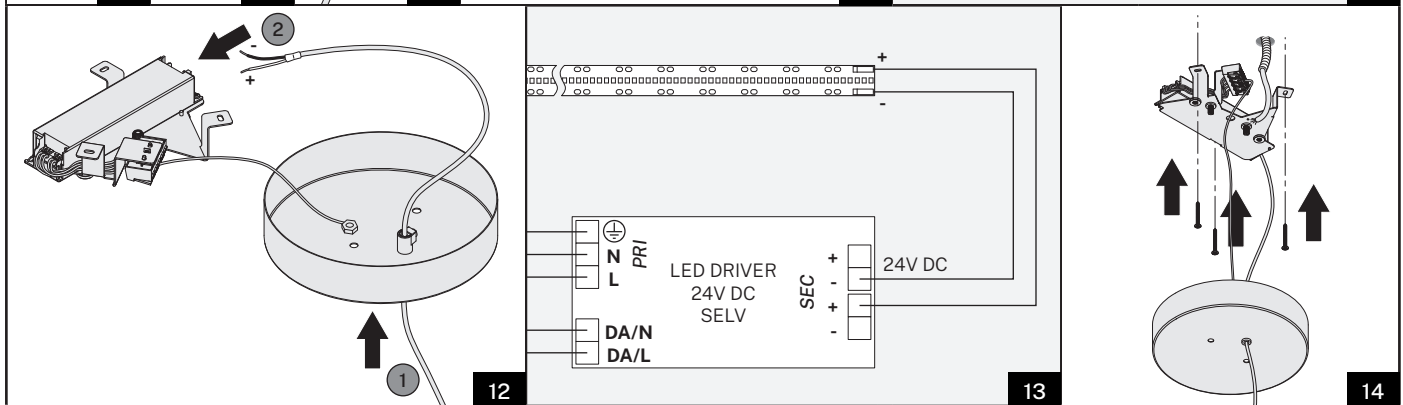 2
-
+
1
12
+
-
⏚
N
L
PRI
DA/N
DA/L
LED DRIVER
24V DC
SELV
SEC
+
-
+
-
24V DC
13
14